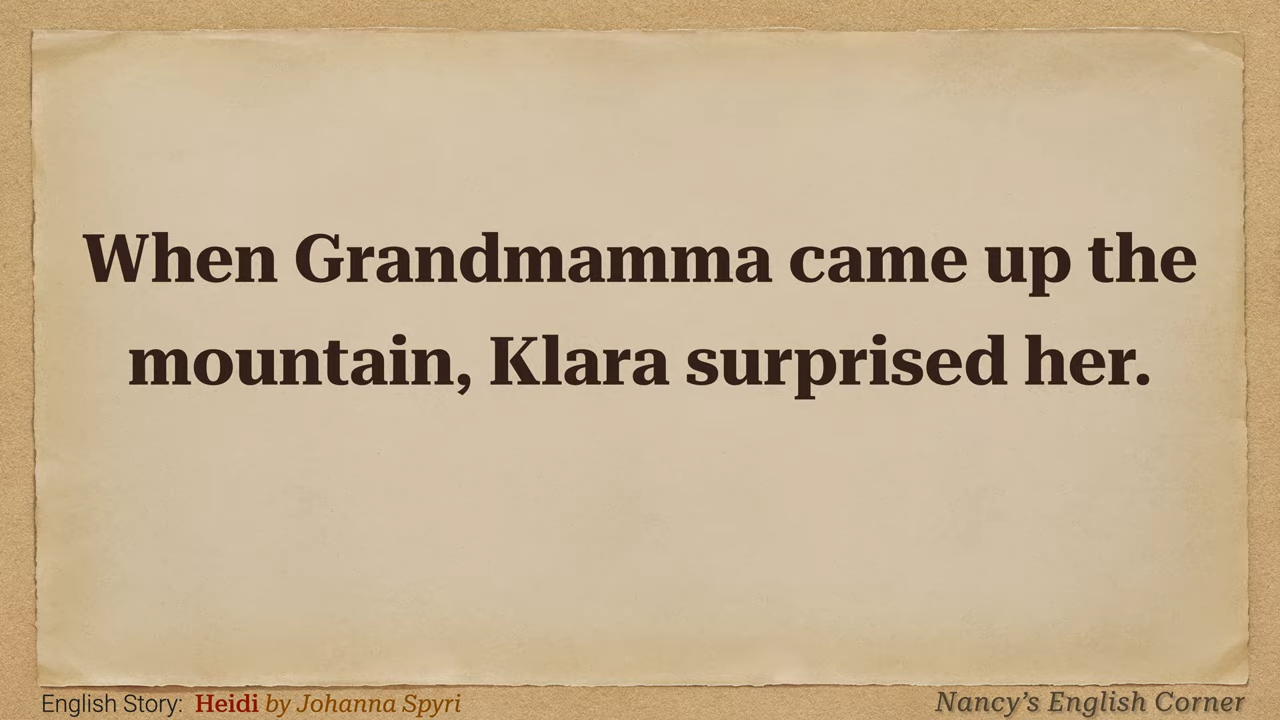 When Grandmamma came up the
mountain, Klara surprised her.
English Story: Heidi by Johanna Spyri
Nancy’s English Corner